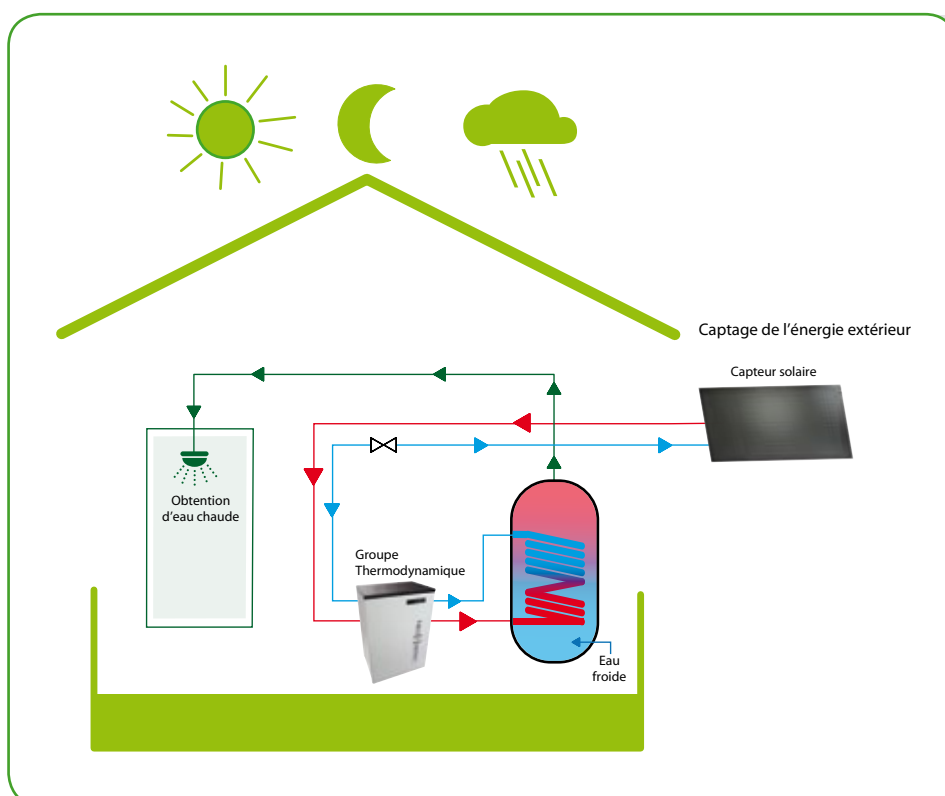 Captage de l'énergie extérieur
Capteur solaire
Obtention
d'eau chaude
Groupe
Thermodynamique
Eau
froide